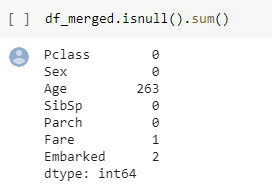 [ ] df_merged.isnull().sum()
Pclass 0
Sex 0
Age 263
SibSp 0
Parch 0
Fare 1
Embarked 2
dtype: int64